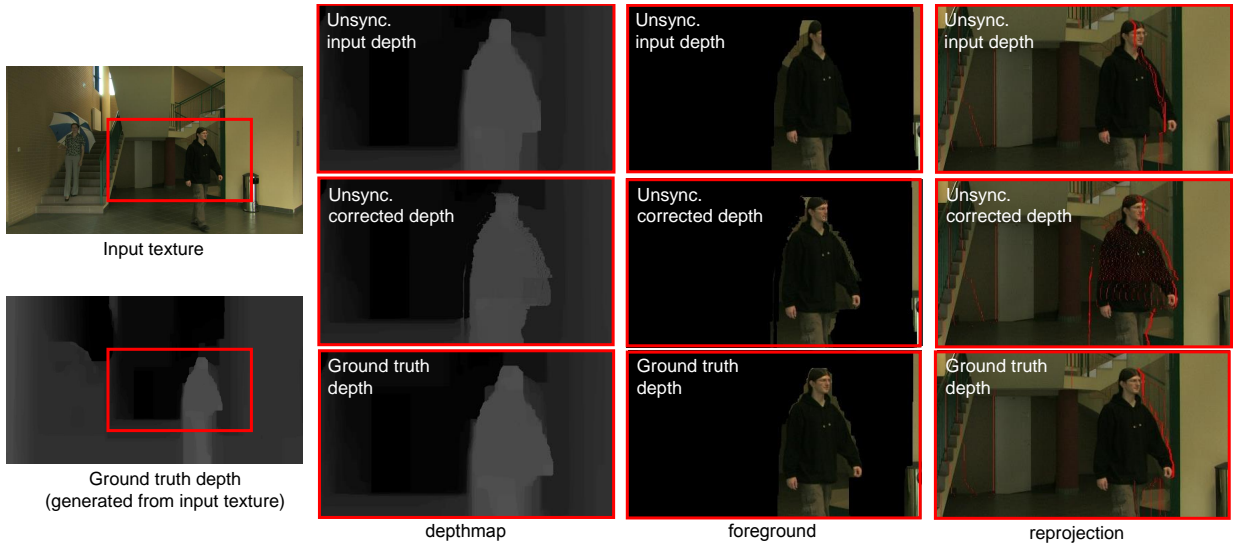 Input texture
Ground truth depth
(generated from input texture)
Unsync.
input depth
Unsync.
corrected depth
Ground truth
depth
depthmap
Unsync.
input depth
Unsync.
corrected depth
Ground truth
depth
foreground
Unsync.
input depth
Unsync.
corrected depth
Ground truth
depth
reprojection